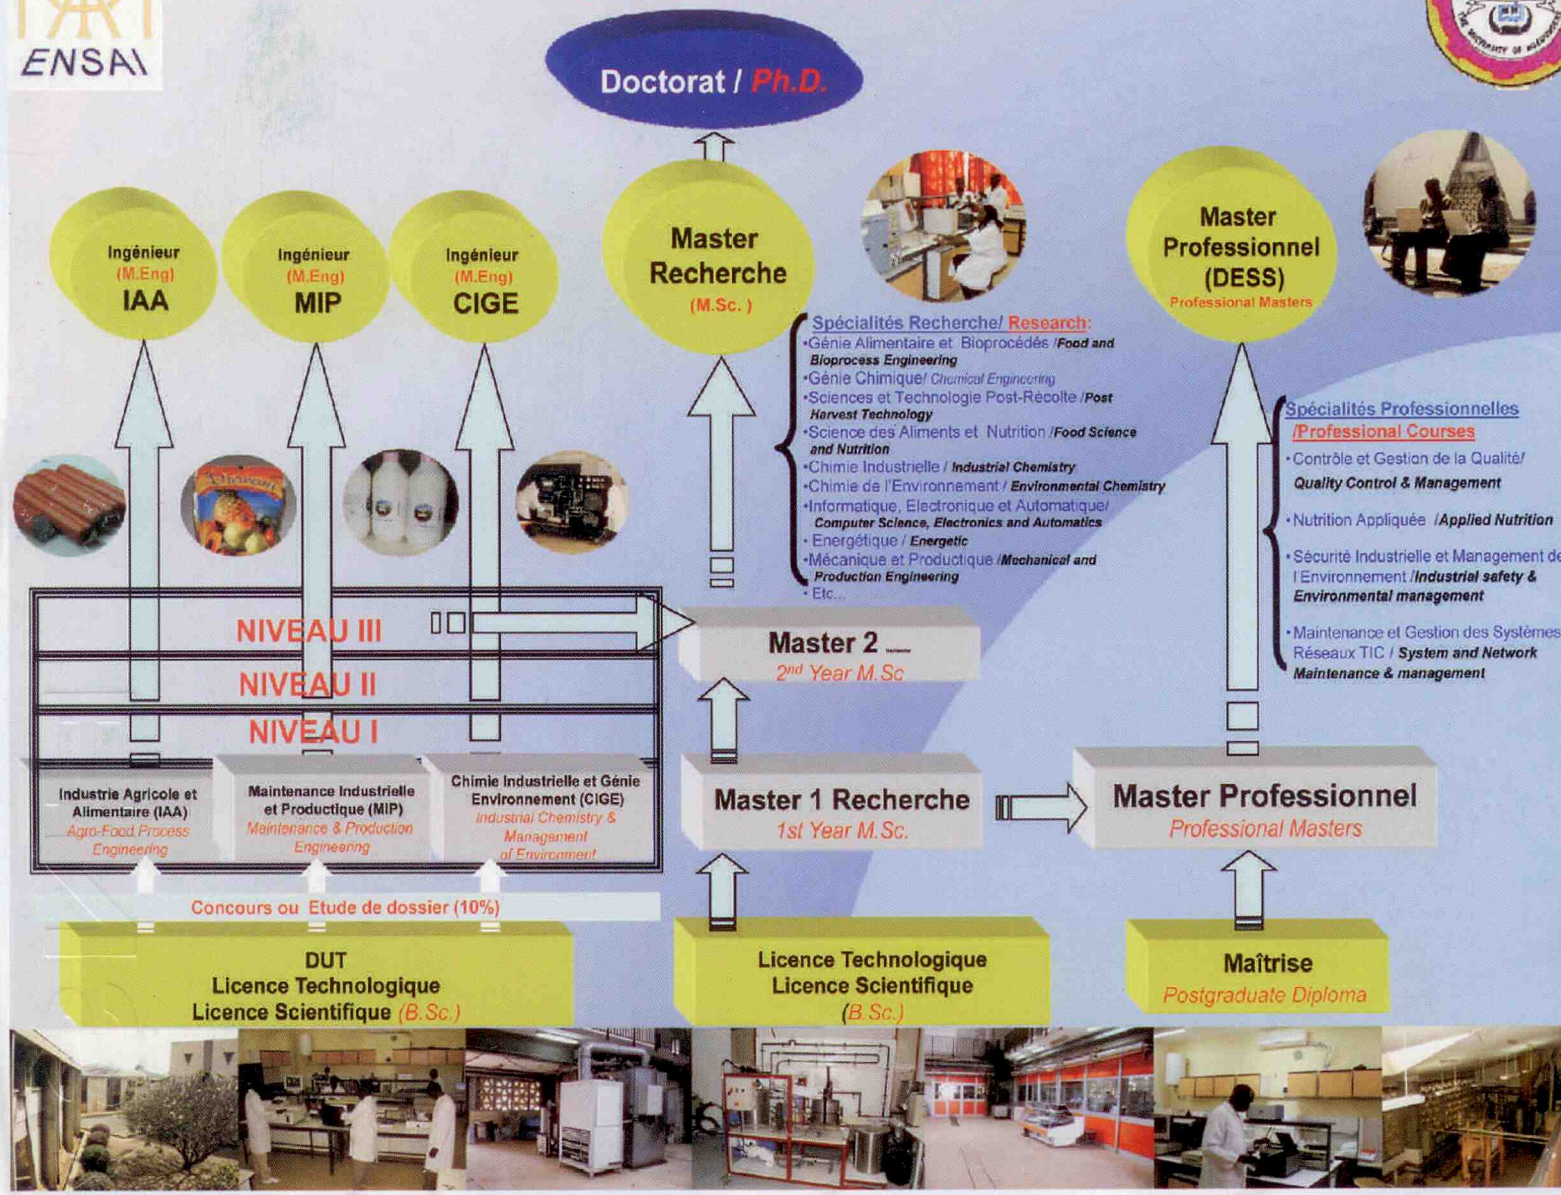 ENSAI
Doctorat / Ph.D.
Ingénieur
(M.Eng)
IAA
Ingénieur
(M.Eng)
MIP
Ingénieur
(M.Eng)
CIGE
Master
Recherche
(M.Sc. )
Master
Professionnel
(DESS)
Professional Masters
Spécialités Recherche/ Research:
•Génie Alimentaire et Bioprocédés /Food and
Bioprocess Engineering
•Génie Chimique/ Chemical Engineering
•Sciences et Technologie Post-Récolte /Post
Harvest Technology
•Science des Aliments et Nutrition /Food Science
and Nutrition
•Chimie Industrielle / Industrial Chemistry
•Chimie de l'Environnement / Environmental Chemistry
•Informatique, Electronique et Automatique/
Computer Science, Electronics and Automatics
• Energétique / Energetic
•Mécanique et Productique /Mechanical and
Production Engineering
• Etc...
Spécialités Professionnelles
/Professional Courses
• Contrôle et Gestion de la Qualité/
Quality Control & Management
• Nutrition Appliquée /Applied Nutrition
• Sécurité Industrielle et Management de
l'Environnement /Industrial safety &
Environmental management
• Maintenance et Gestion des Systèmes
Réseaux TIC / System and Network
Maintenance & management
NIVEAU III
NIVEAU II
NIVEAU I
Master 2
2nd Year M.Sc
Industrie Agricole et
Alimentaire (IAA)
Agro-Food Process
Engineering
Maintenance Industrielle
et Productique (MIP)
Maintenance & Production
Engineering
Chimie Industrielle et Génie
Environnement (CIGE)
Industrial Chemistry &
Management
of Environment
Master 1 Recherche
1st Year M.Sc.
Master Professionnel
Professional Masters
Concours ou Etude de dossier (10%)
DUT
Licence Technologique
Licence Scientifique (B.Sc.)
Licence Technologique
Licence Scientifique
(B.Sc.)
Maîtrise
Postgraduate Diploma